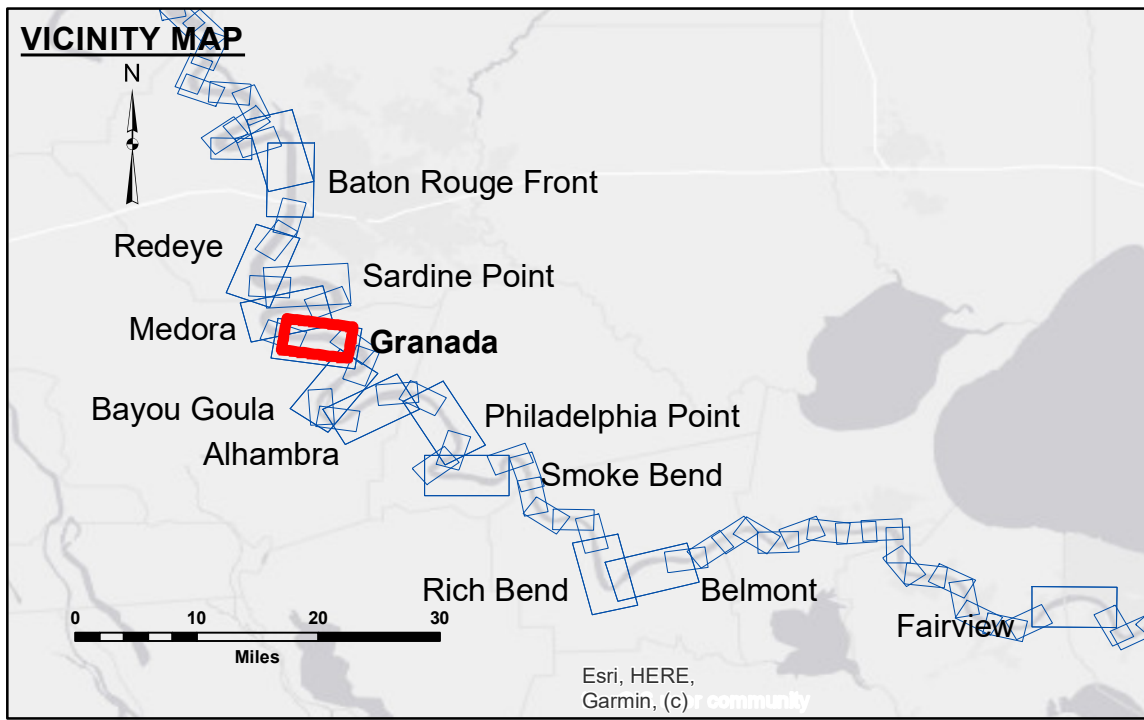 VICINITY MAP
N
Baton Rouge Front
Redeye
Sardine Point
Medora
Granada
Bayou Goula
Philadelphia Point
Alhambra
Smoke Bend
Rich Bend
Belmont
Fairview
0 10 20 30
Miles
Esri, HERE,
Garmin, (c)
r community